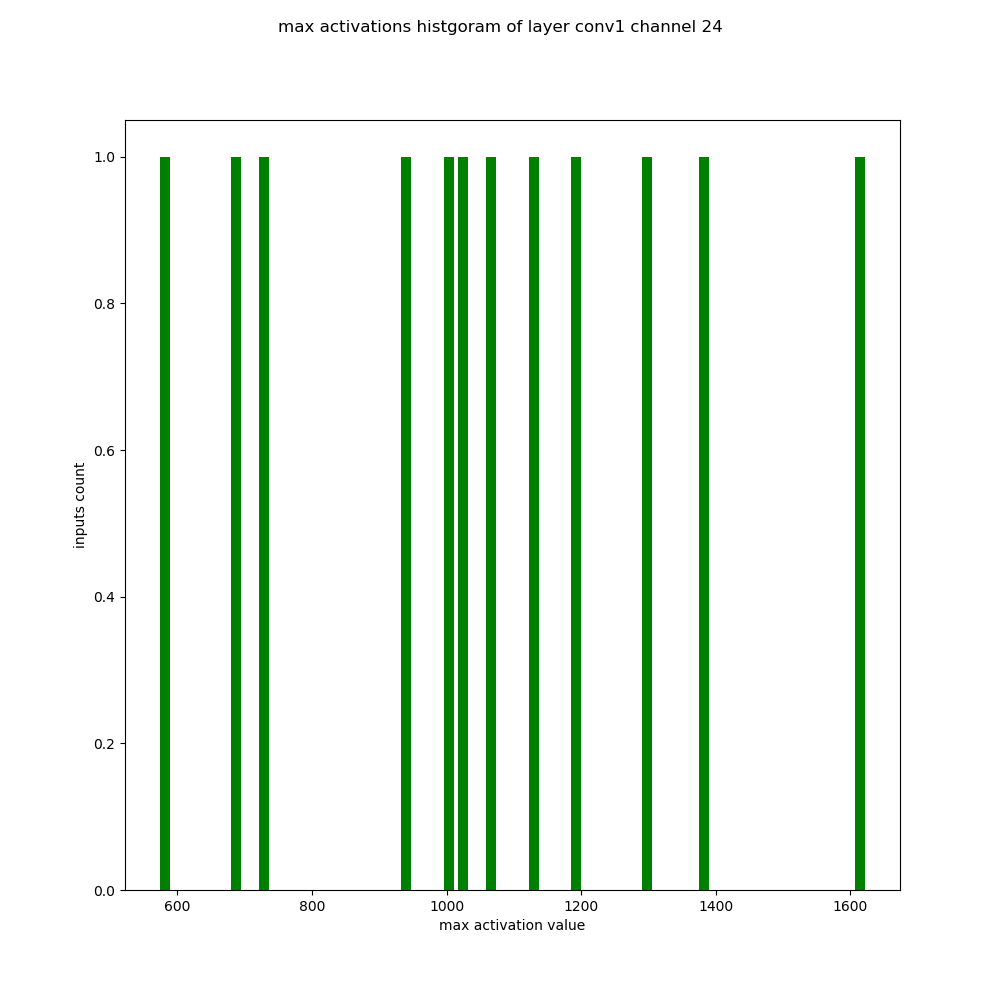 max activations histgoram of layer conv1 channel 24
1.0
0.8
0.6
0.4
0.2
0.0
inputs count
600 800 1000 1200 1400 1600
max activation value